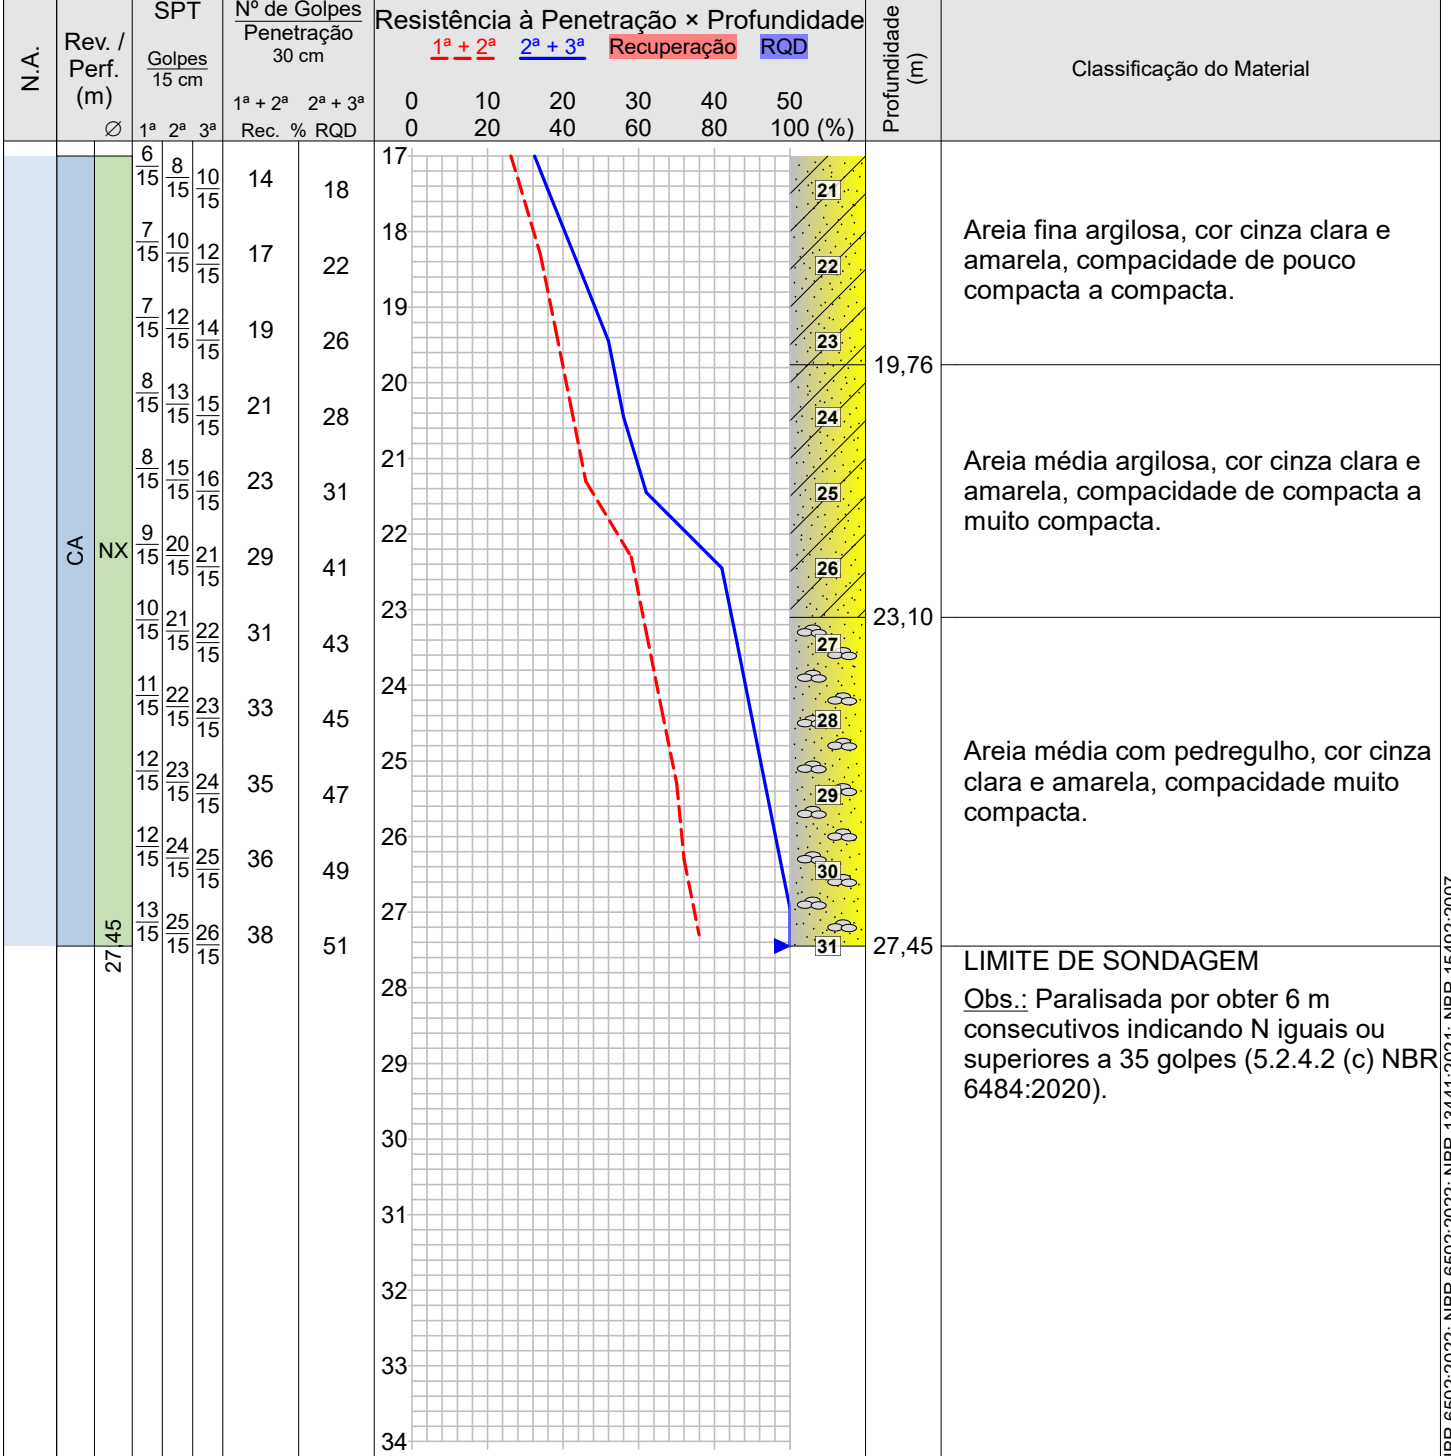 N.A.
Rev. / Perf. (m)
Ø
SPT
Golpes
15 cm
1ª 2ª 3ª
Nº de Golpes
Penetração
30 cm
1ª + 2ª 2ª + 3ª
Rec. % RQD
Resistência à Penetração × Profundidade
1ª + 2ª 2ª + 3ª Recuperação RQD
0 10 20 30 40 50
0 20 40 60 80 100 (%)
Profundidade (m)
Classificação do Material
CA
NX
27,45
6/15 8/15 10/15 14 18
7/15 10/15 12/15 17 22
7/15 12/15 14/15 19 26
8/15 13/15 15/15 21 28
8/15 15/15 16/15 23 31
9/15 20/15 21/15 29 41
10/15 21/15 22/15 31 43
11/15 22/15 23/15 33 45
12/15 23/15 24/15 35 47
12/15 24/15 25/15 36 49
13/15 25/15 26/15 38 51
17
18
19
20
21
22
23
24
25
26
27
28
29
30
31
32
33
34
21
22
23
24
25
26
27
28
29
30
31
19,76
23,10
27,45
Areia fina argilosa, cor cinza clara e
amarela, compacidade de pouco
compacta a compacta.
Areia média argilosa, cor cinza clara e
amarela, compacidade de compacta a
muito compacta.
Areia média com pedregulho, cor cinza
clara e amarela, compacidade muito
compacta.
LIMITE DE SONDAGEM
Obs.: Paralisada por obter 6 m
consecutivos indicando N iguais ou
superiores a 35 golpes (5.2.4.2 (c) NBR
6484:2020).
6502:2022; NBR 6502:2022; NBR 13441:2021; NBR 15492:2007